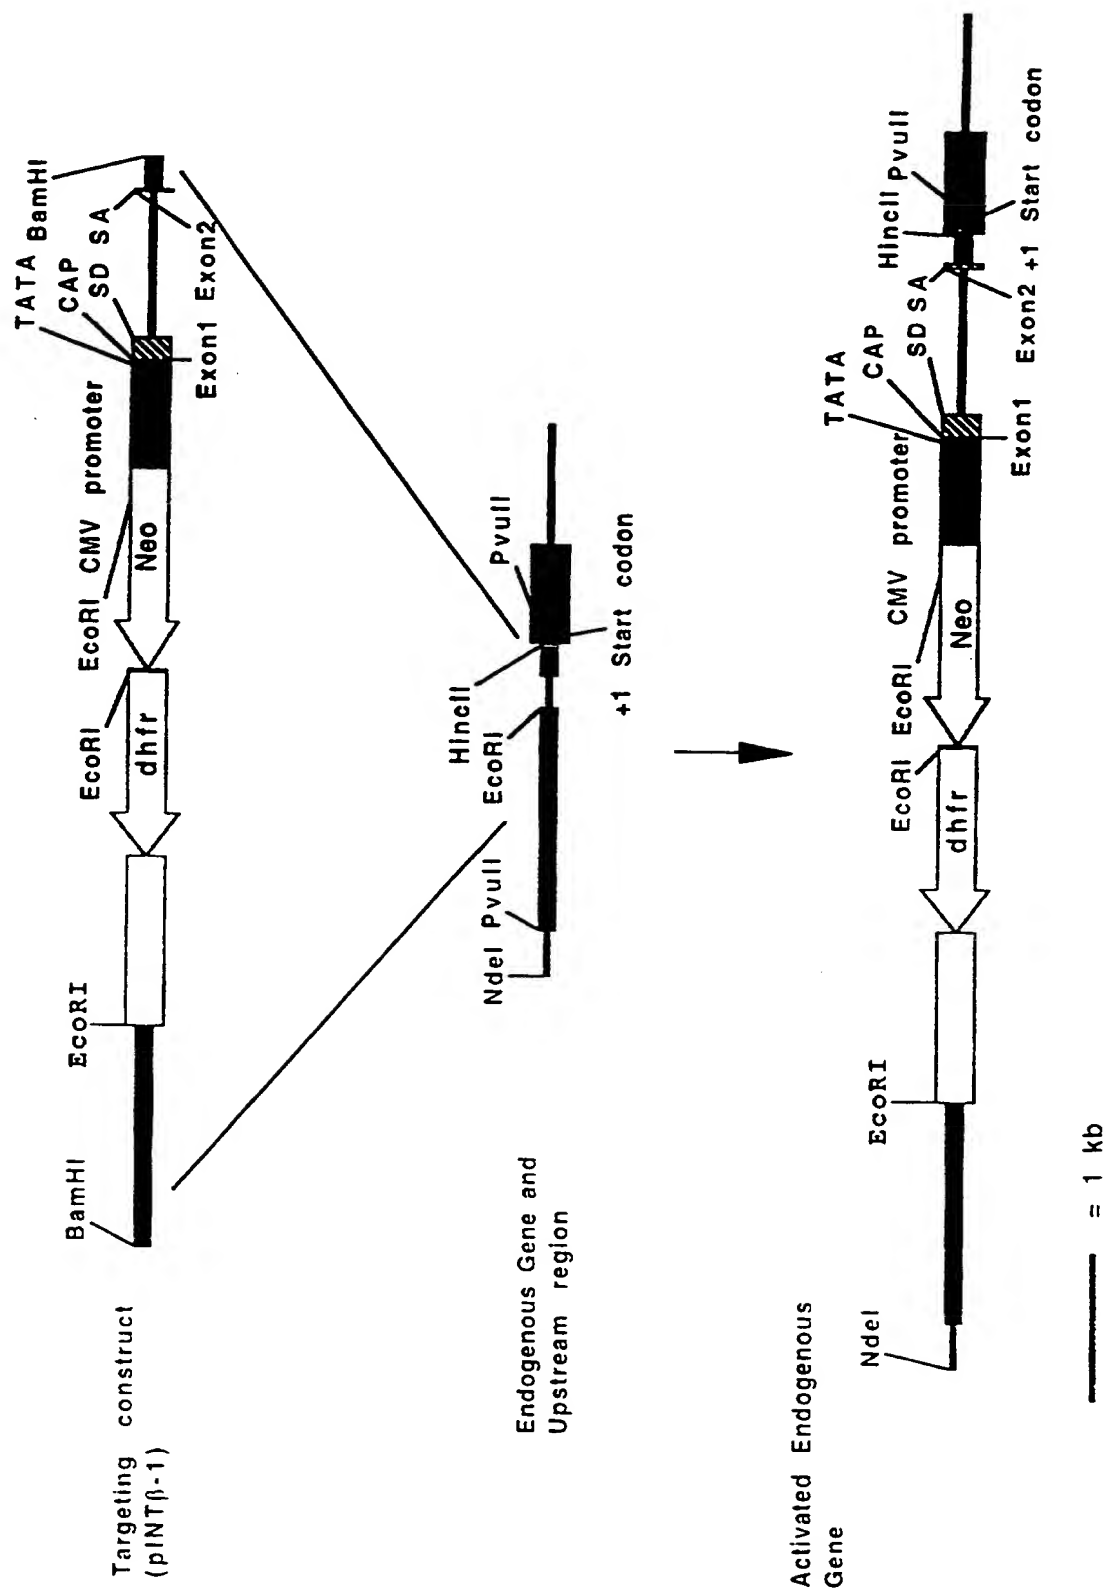 Targeting construct
(pINTβ-1)
BamHI
EcoRI
EcoRI
EcoRI
CMV promoter
TATA
CAP
SD
SA
BamHI
dhfr
Neo
Exon1
Exon2
Endogenous Gene and
Upstream region
NdeI
PvuII
EcoRI
HincII
PvuII
+1 Start codon
Activated Endogenous
Gene
NdeI
EcoRI
EcoRI
EcoRI
CMV promoter
TATA
CAP
SD
SA
HincII
PvuII
dhfr
Neo
Exon1
Exon2
+1 Start codon
= 1 kb